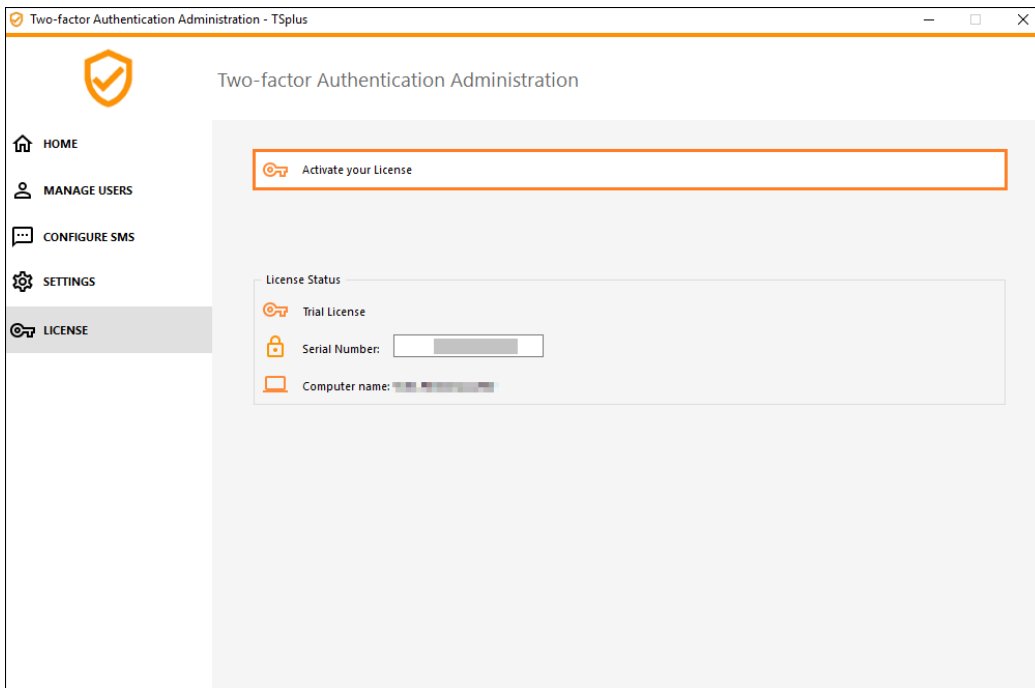 Two-factor Authentication Administration - TSplus
Two-factor Authentication Administration
HOME
MANAGE USERS
CONFIGURE SMS
SETTINGS
LICENSE
Activate your License
License Status
Trial License
Serial Number:
Computer name: